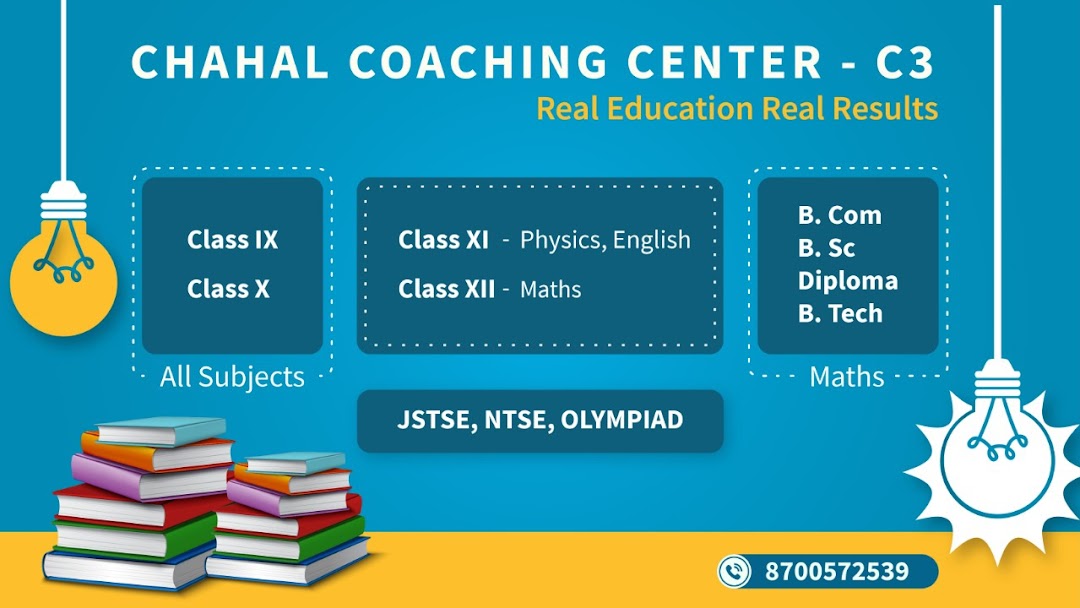 CHAHAL COACHING CENTER - C3
Real Education Real Results
Class IX
Class X
All Subjects
Class XI - Physics, English
Class XII - Maths
B. Com
B. Sc
Diploma
B. Tech
Maths
JSTSE, NTSE, OLYMPIAD
8700572539